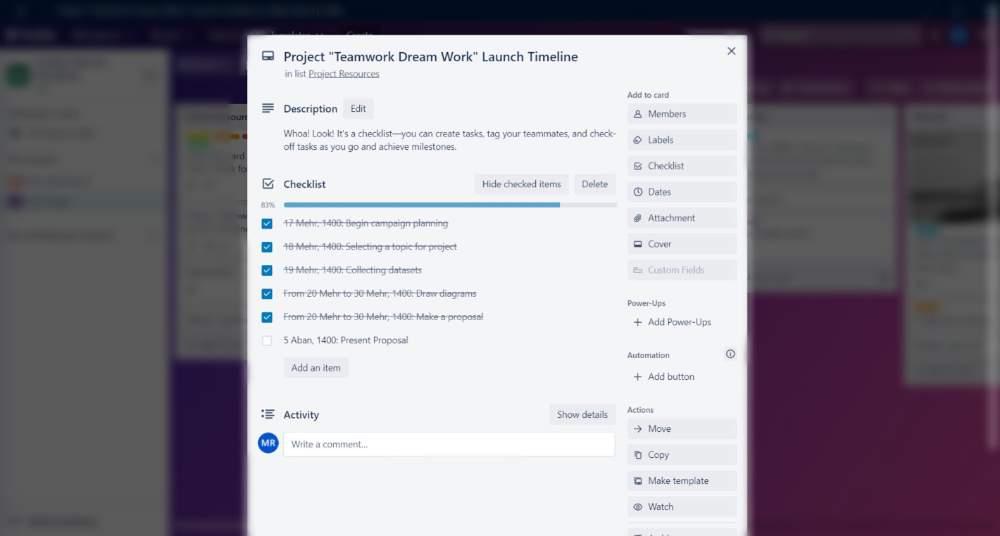 Templates
Create
Project "Teamwork Dream Work" Launch Timeline
in list Project Resources
Description
Edit
Whoa! Look! It's a checklist—you can create tasks, tag your teammates, and check-
off tasks as you go and achieve milestones.
Checklist
Hide checked items
Delete
83%
17 Mehr, 1400: Begin campaign planning
18 Mehr, 1400: Selecting a topic for project
19 Mehr, 1400: Collecting datasets
From 20 Mehr to 30 Mehr, 1400: Draw diagrams
From 20 Mehr to 30 Mehr, 1400: Make a proposal
5 Aban, 1400: Present Proposal
Add an item
Activity
Show details
MR
Write a comment...
Add to card
Members
Labels
Checklist
Dates
Attachment
Cover
Custom Fields
Power-Ups
Add Power-Ups
Automation
Add button
Actions
Move
Copy
Make template
Watch